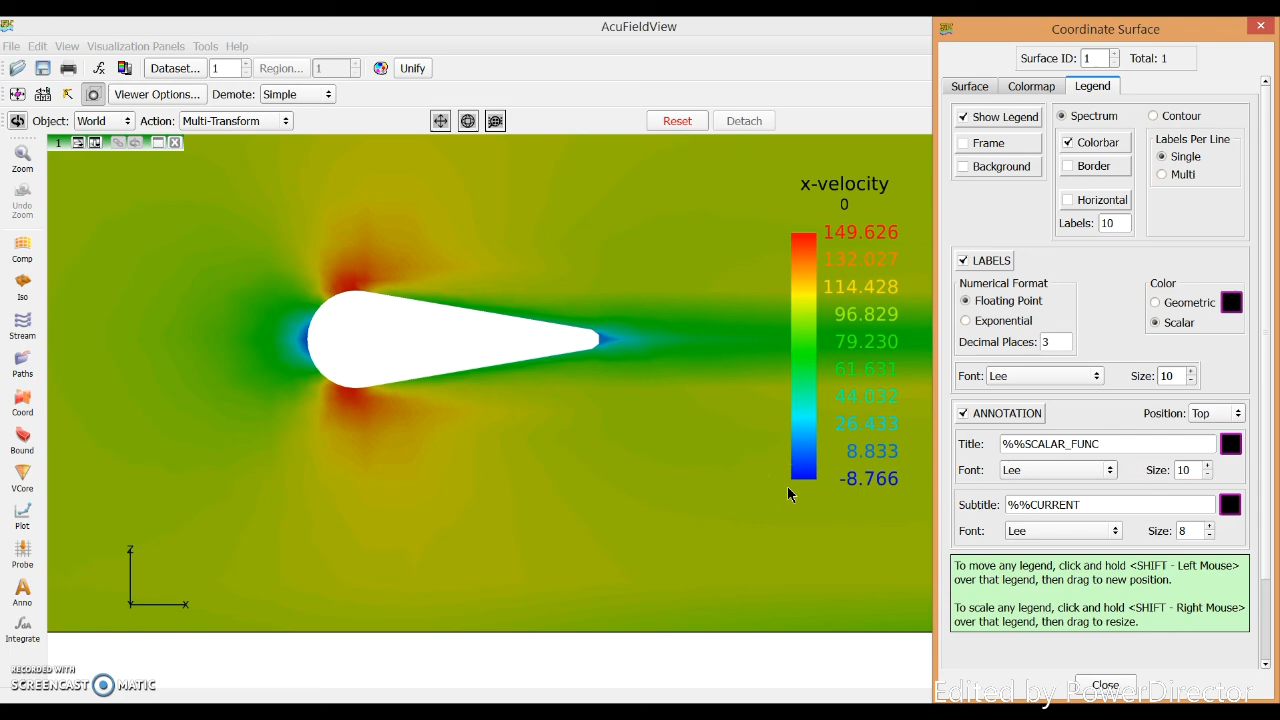 AcuFieldView
File Edit View Visualization Panels Tools Help
Dataset... 1 Region... 1 Unify
Viewer Options... Demote: Simple
Object: World Action: Multi-Transform Reset Detach
1
Zoom
Undo
Zoom
Comp
Iso
Stream
Paths
Coord
Bound
VCore
Plot
Probe
Anno
Integrate
x-velocity
0
149.626
132.027
114.428
96.829
79.230
61.631
44.032
26.433
8.833
-8.766
Z
Y X
Coordinate Surface
Surface ID: 1 Total: 1
Surface Colormap Legend
Show Legend
Frame
Background
Spectrum Contour
Colorbar
Border
Horizontal
Labels: 10
Labels Per Line
Single
Multi
LABELS
Numerical Format
Floating Point
Exponential
Decimal Places: 3
Color
Geometric
Scalar
Font: Lee Size: 10
ANNOTATION Position: Top
Title: %%SCALAR_FUNC
Font: Lee Size: 10
Subtitle: %%CURRENT
Font: Lee Size: 8
To move any legend, click and hold <SHIFT - Left Mouse>
over that legend, then drag to new position.
To scale any legend, click and hold <SHIFT - Right Mouse>
over that legend, then drag to resize.
Close
RECORDED WITH
SCREENCAST MATIC
Edited by PowerDirector